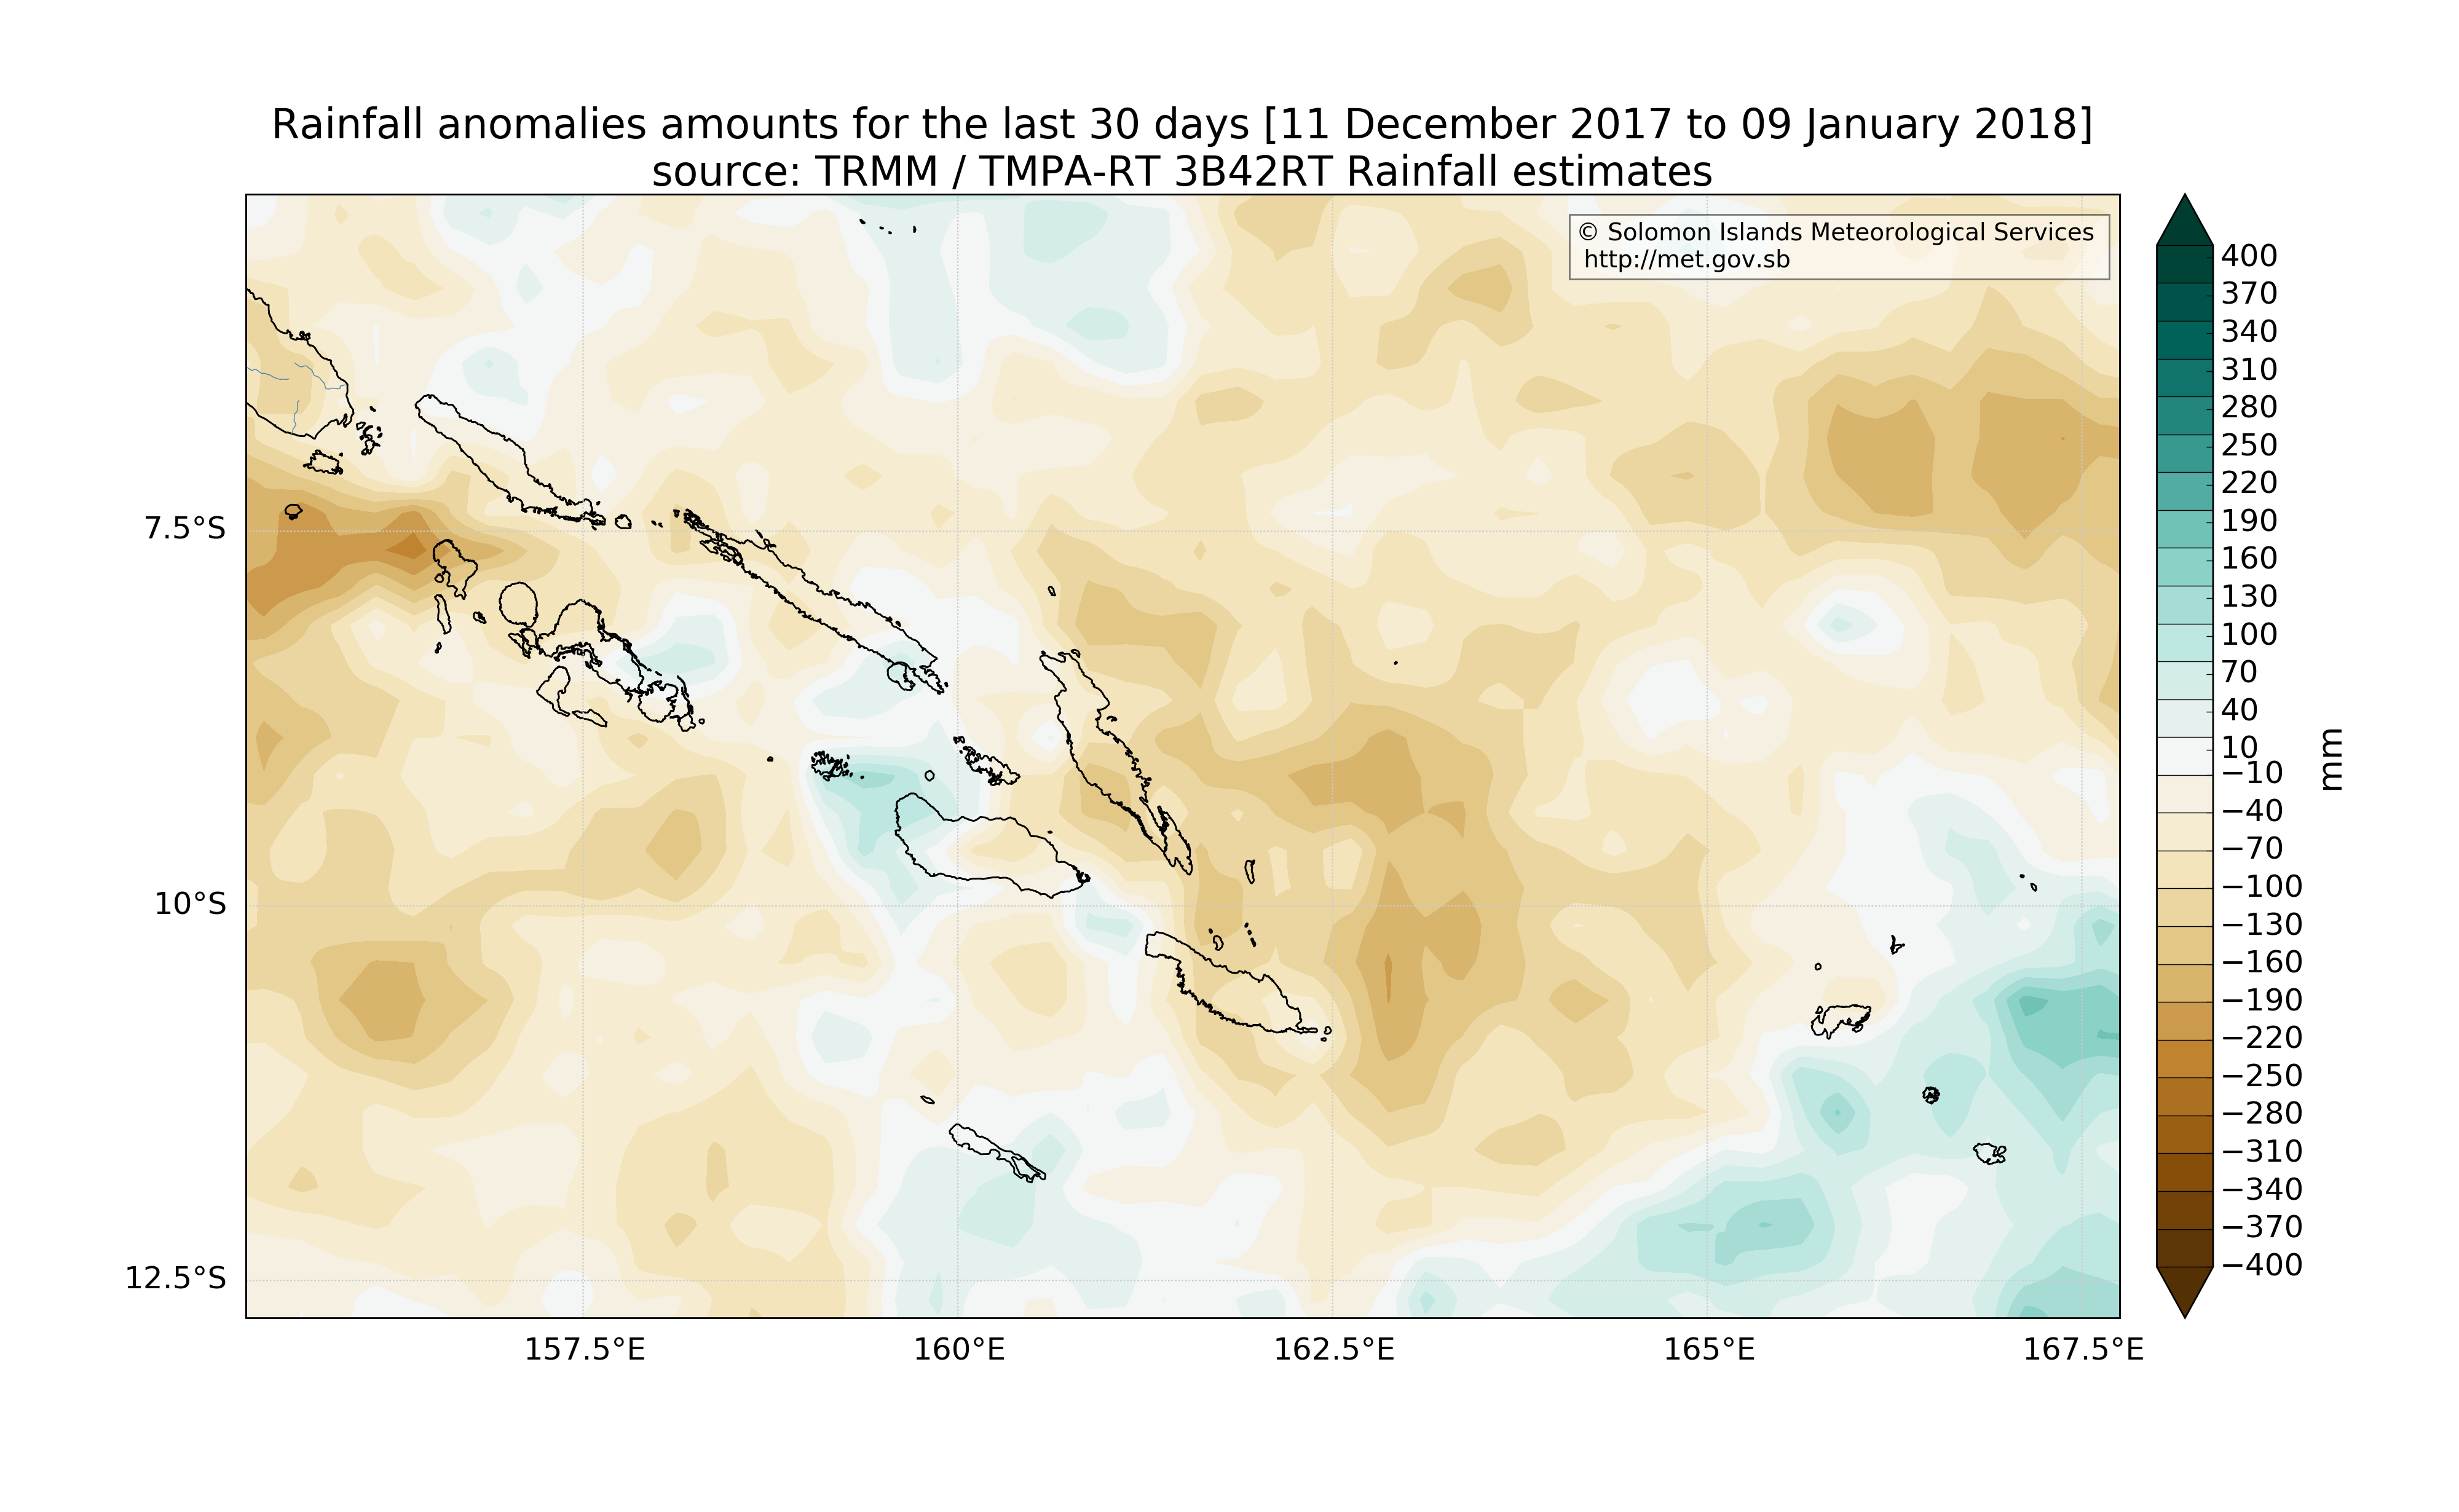 Rainfall anomalies amounts for the last 30 days [11 December 2017 to 09 January 2018]
source: TRMM / TMPA-RT 3B42RT Rainfall estimates
© Solomon Islands Meteorological Services
http://met.gov.sb
7.5°S
10°S
12.5°S
157.5°E
160°E
162.5°E
165°E
167.5°E
400
370
340
310
280
250
220
190
160
130
100
70
40
10
−10
−40
−70
−100
−130
−160
−190
−220
−250
−280
−310
−340
−370
−400
mm